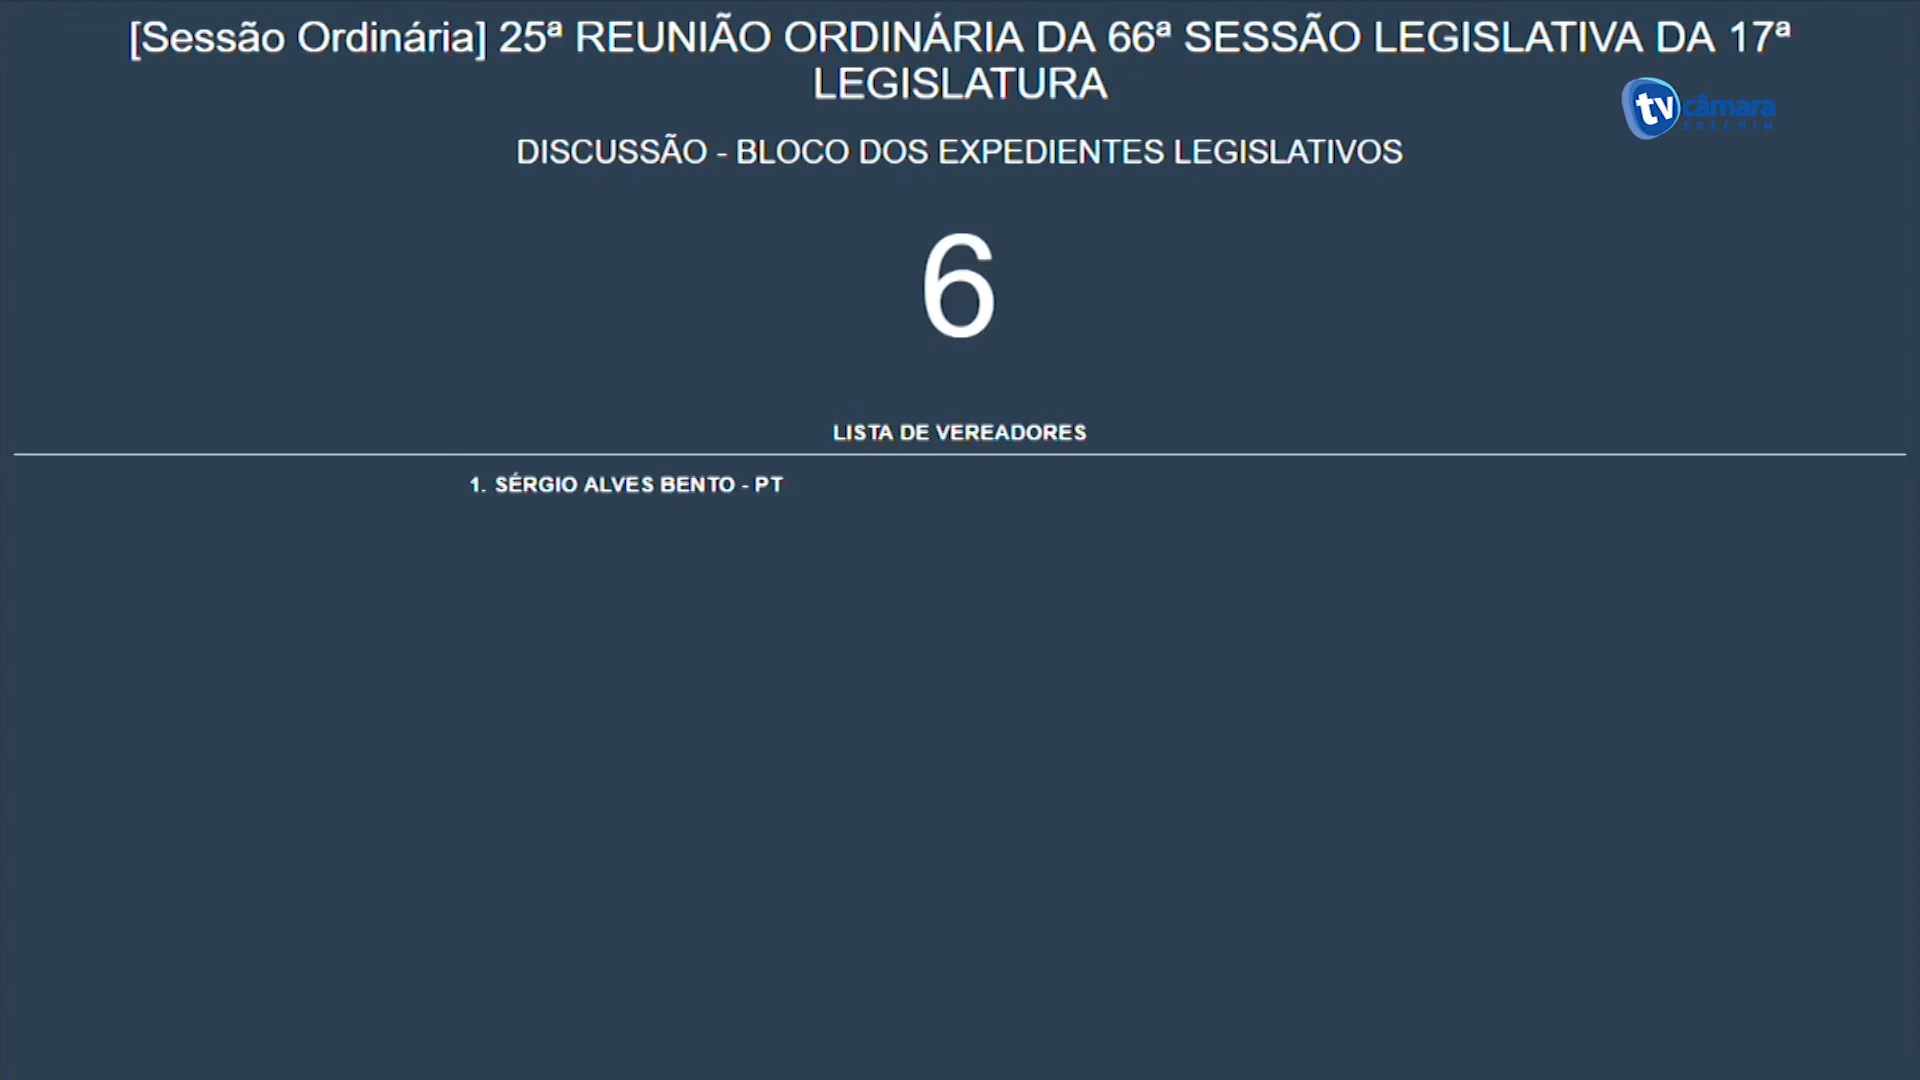 [Sessão Ordinária] 25ª REUNIÃO ORDINÁRIA DA 66ª SESSÃO LEGISLATIVA DA 17ª
LEGISLATURA
tv câmara
ERECHIM
DISCUSSÃO - BLOCO DOS EXPEDIENTES LEGISLATIVOS
6
LISTA DE VEREADORES
1. SÉRGIO ALVES BENTO - PT